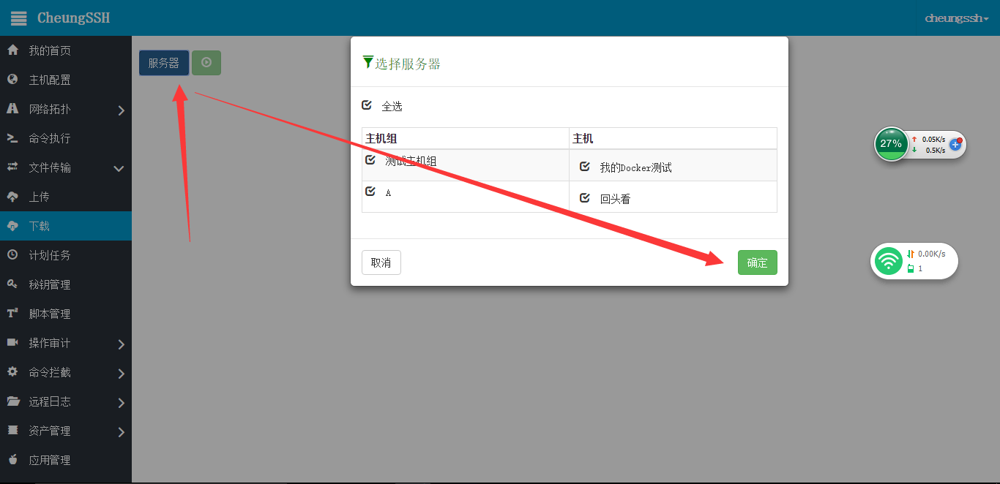 CheungSSH
cheungssh
我的首页
主机配置
网络拓扑
命令执行
文件传输
上传
下载
计划任务
秘钥管理
脚本管理
操作审计
命令拦截
远程日志
资产管理
应用管理
服务器
选择服务器
全选
主机组 主机
测试主机组 我的Docker测试
A 回头看
取消 确定
27% 0.05K/s
0.5K/s
0.00K/s
1